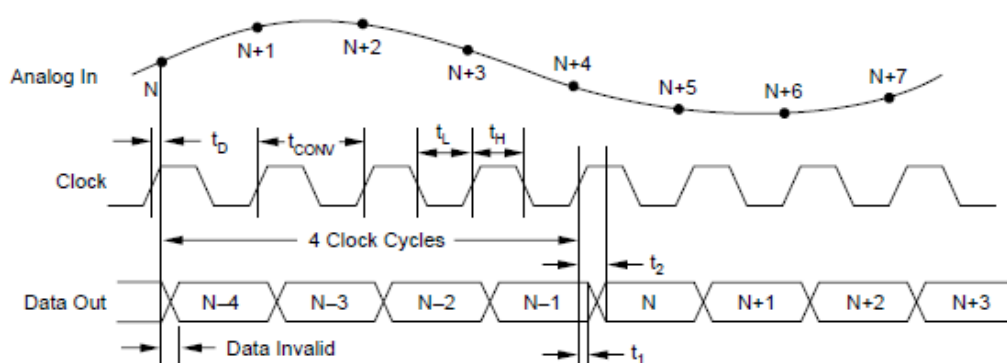 Analog In
N
N+1
N+2
N+3
N+4
N+5
N+6
N+7
Clock
tD
tCONV
tL
tH
4 Clock Cycles
t2
Data Out
N–4
N–3
N–2
N–1
N
N+1
N+2
N+3
Data Invalid
t1